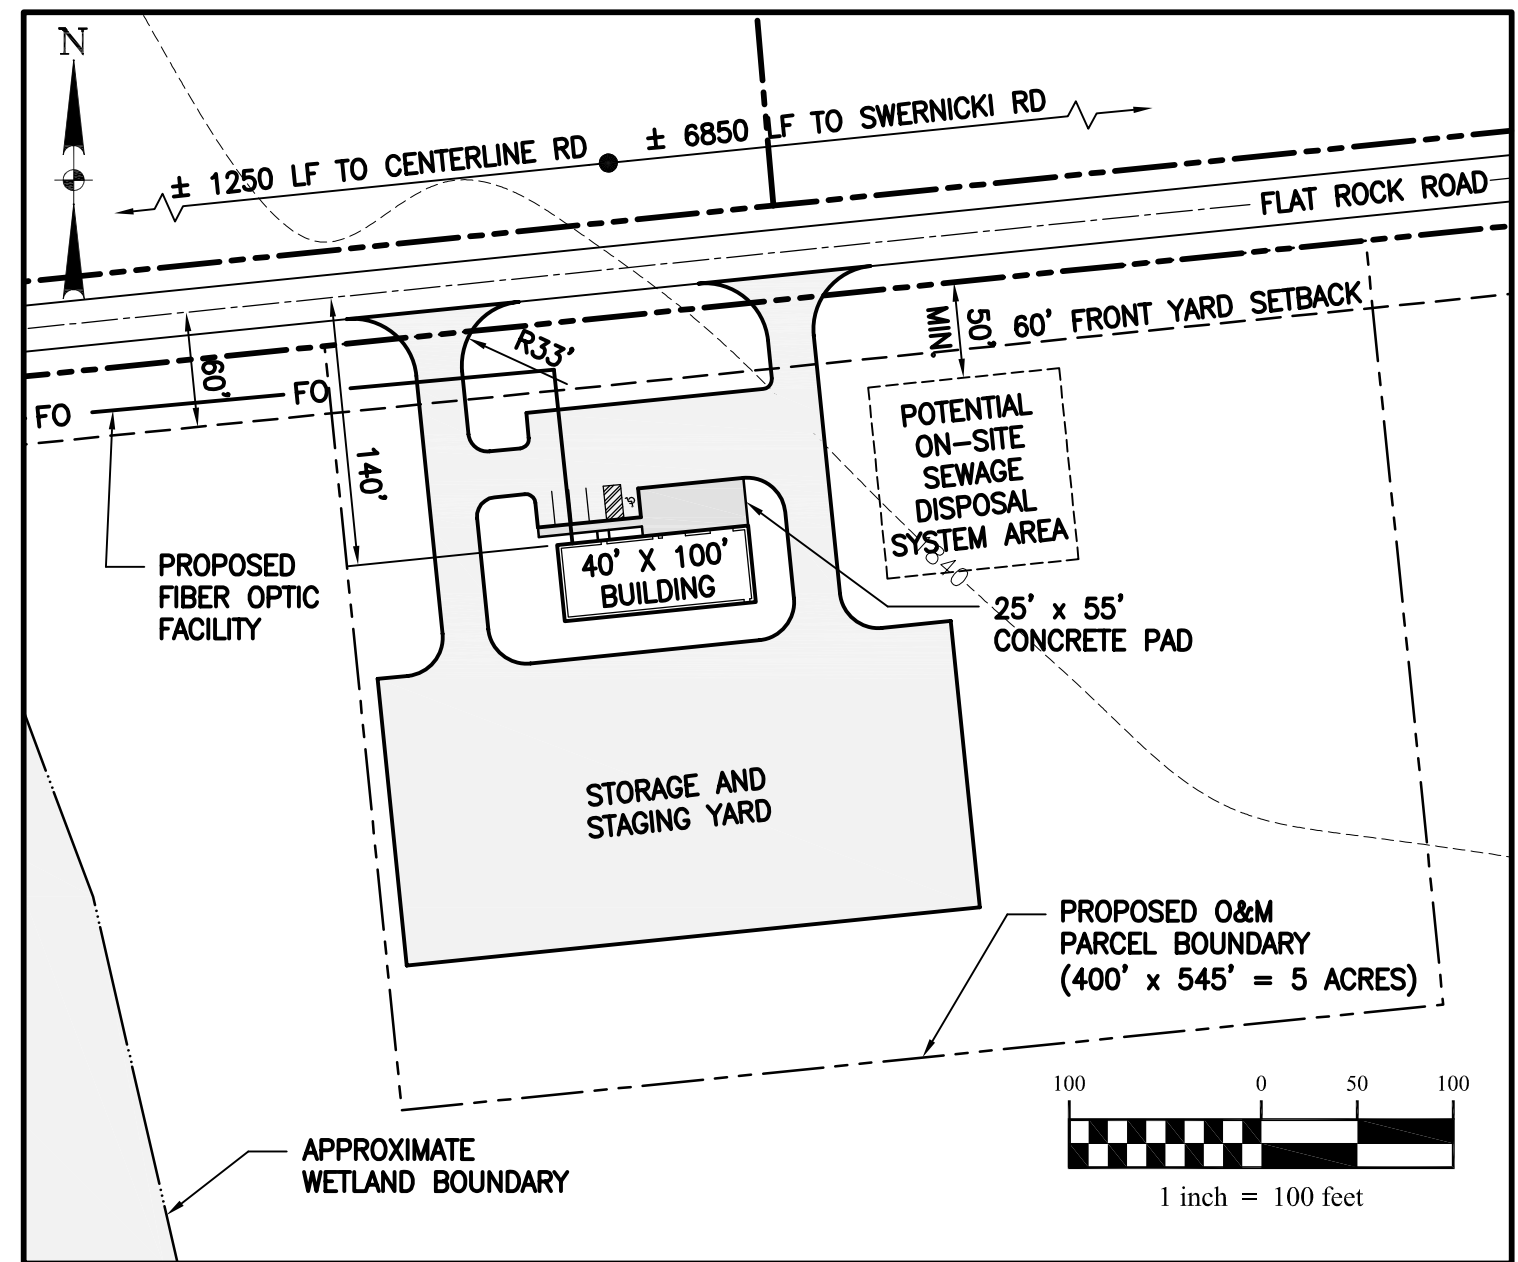 N
± 1250 LF TO CENTERLINE RD
± 6850 LF TO SWERNICKI RD
FLAT ROCK ROAD
60' FRONT YARD SETBACK
50'
MIN.
R33'
60'
FO
FO
140'
POTENTIAL
ON-SITE
SEWAGE
DISPOSAL
SYSTEM AREA
40' X 100'
BUILDING
PROPOSED
FIBER OPTIC
FACILITY
25' x 55'
CONCRETE PAD
STORAGE AND
STAGING YARD
PROPOSED O&M
PARCEL BOUNDARY
(400' x 545' = 5 ACRES)
100 0 50 100
1 inch = 100 feet
APPROXIMATE
WETLAND BOUNDARY